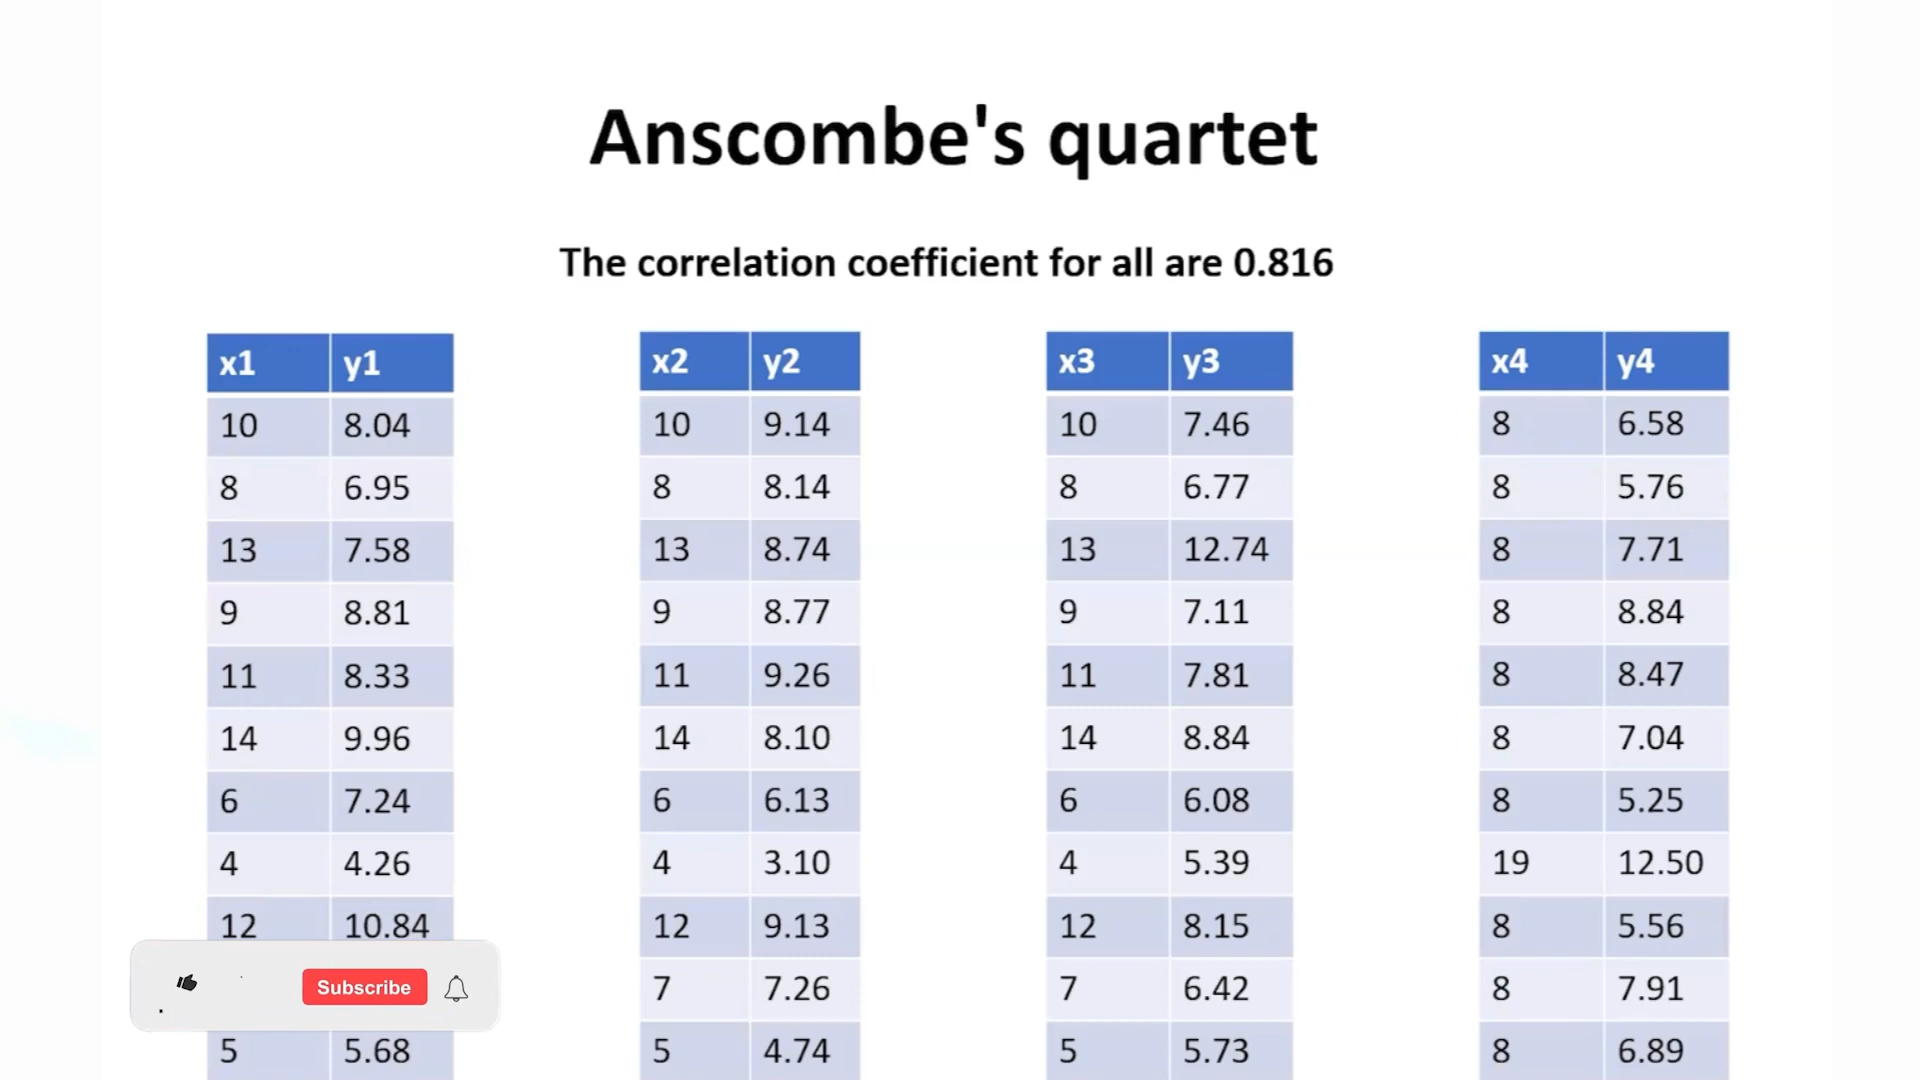 Anscombe's quartet
The correlation coefficient for all are 0.816
x1 y1 x2 y2 x3 y3 x4 y4
10 8.04 10 9.14 10 7.46 8 6.58
8 6.95 8 8.14 8 6.77 8 5.76
13 7.58 13 8.74 13 12.74 8 7.71
9 8.81 9 8.77 9 7.11 8 8.84
11 8.33 11 9.26 11 7.81 8 8.47
14 9.96 14 8.10 14 8.84 8 7.04
6 7.24 6 6.13 6 6.08 8 5.25
4 4.26 4 3.10 4 5.39 19 12.50
12 10.84 12 9.13 12 8.15 8 5.56
Subscribe 7 7.26 7 6.42 8 7.91
5 5.68 5 4.74 5 5.73 8 6.89